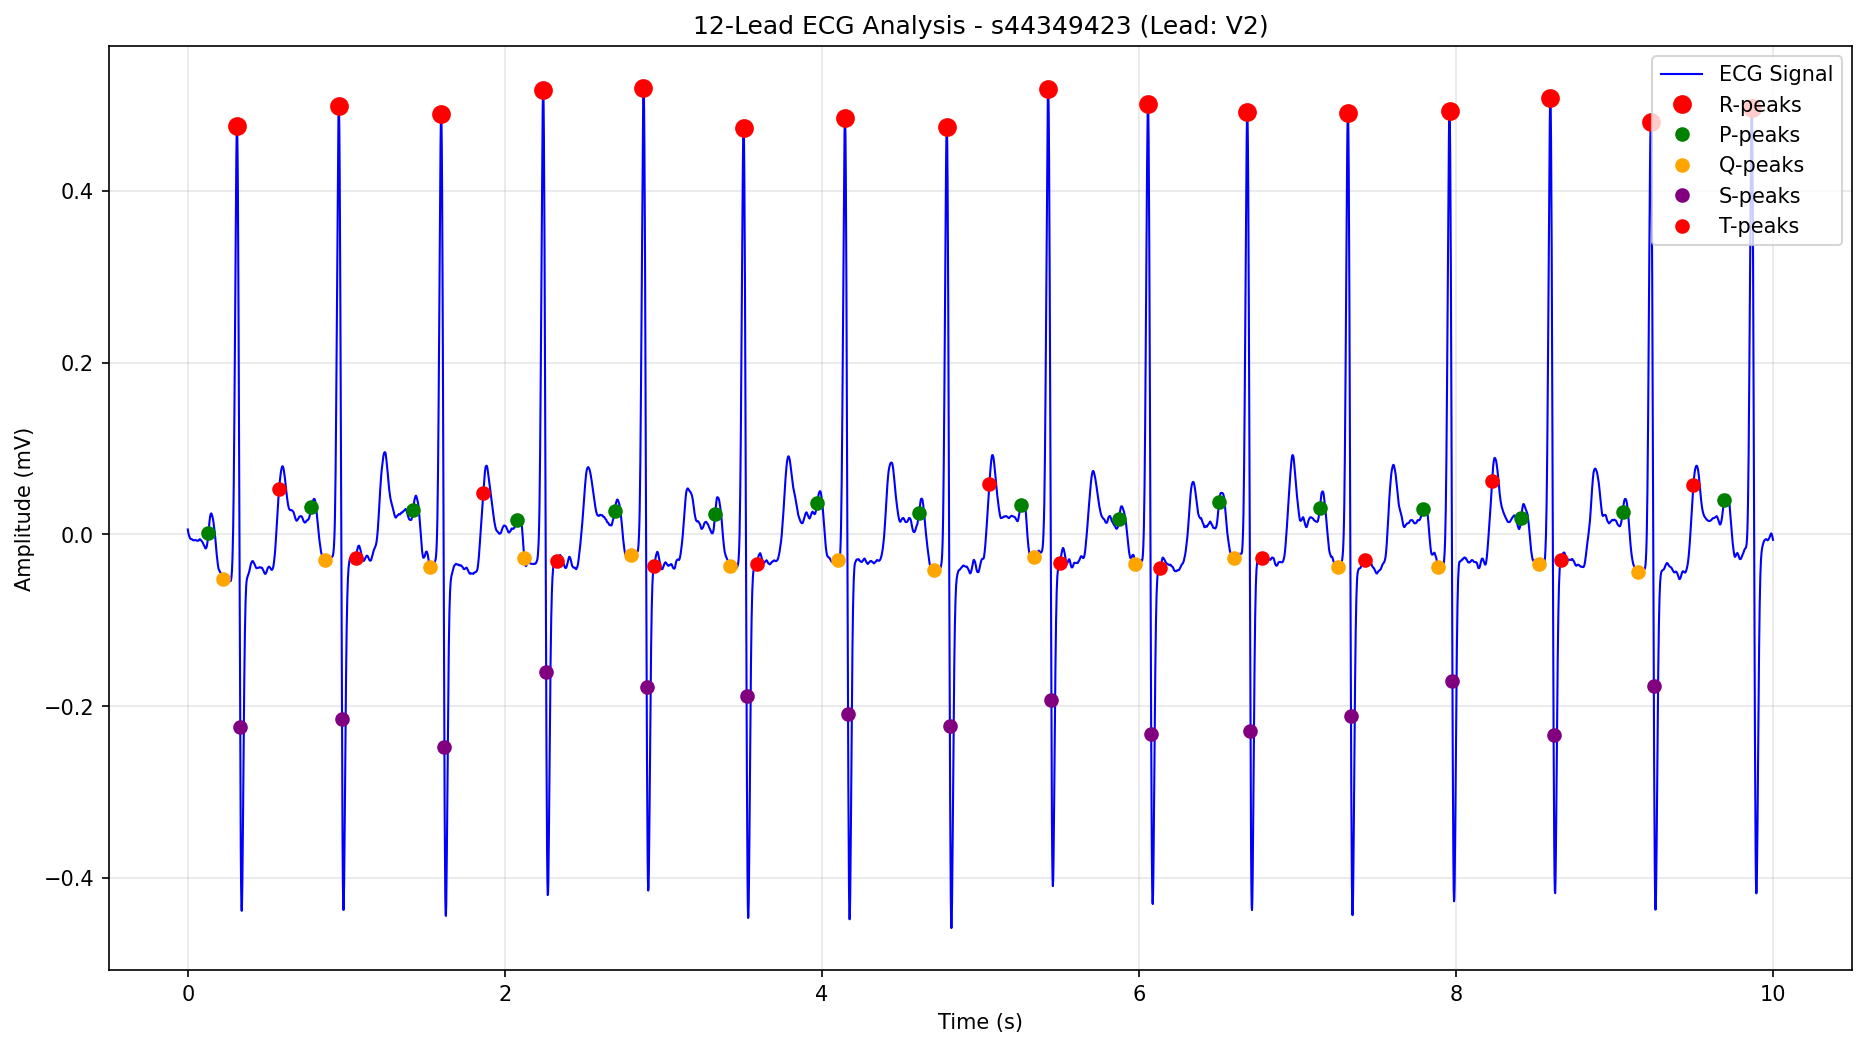 12-Lead ECG Analysis - s44349423 (Lead: V2)
ECG Signal
R-peaks
P-peaks
Q-peaks
S-peaks
T-peaks
Amplitude (mV)
0.4
0.2
0.0
−0.2
−0.4
0
2
4
6
8
10
Time (s)